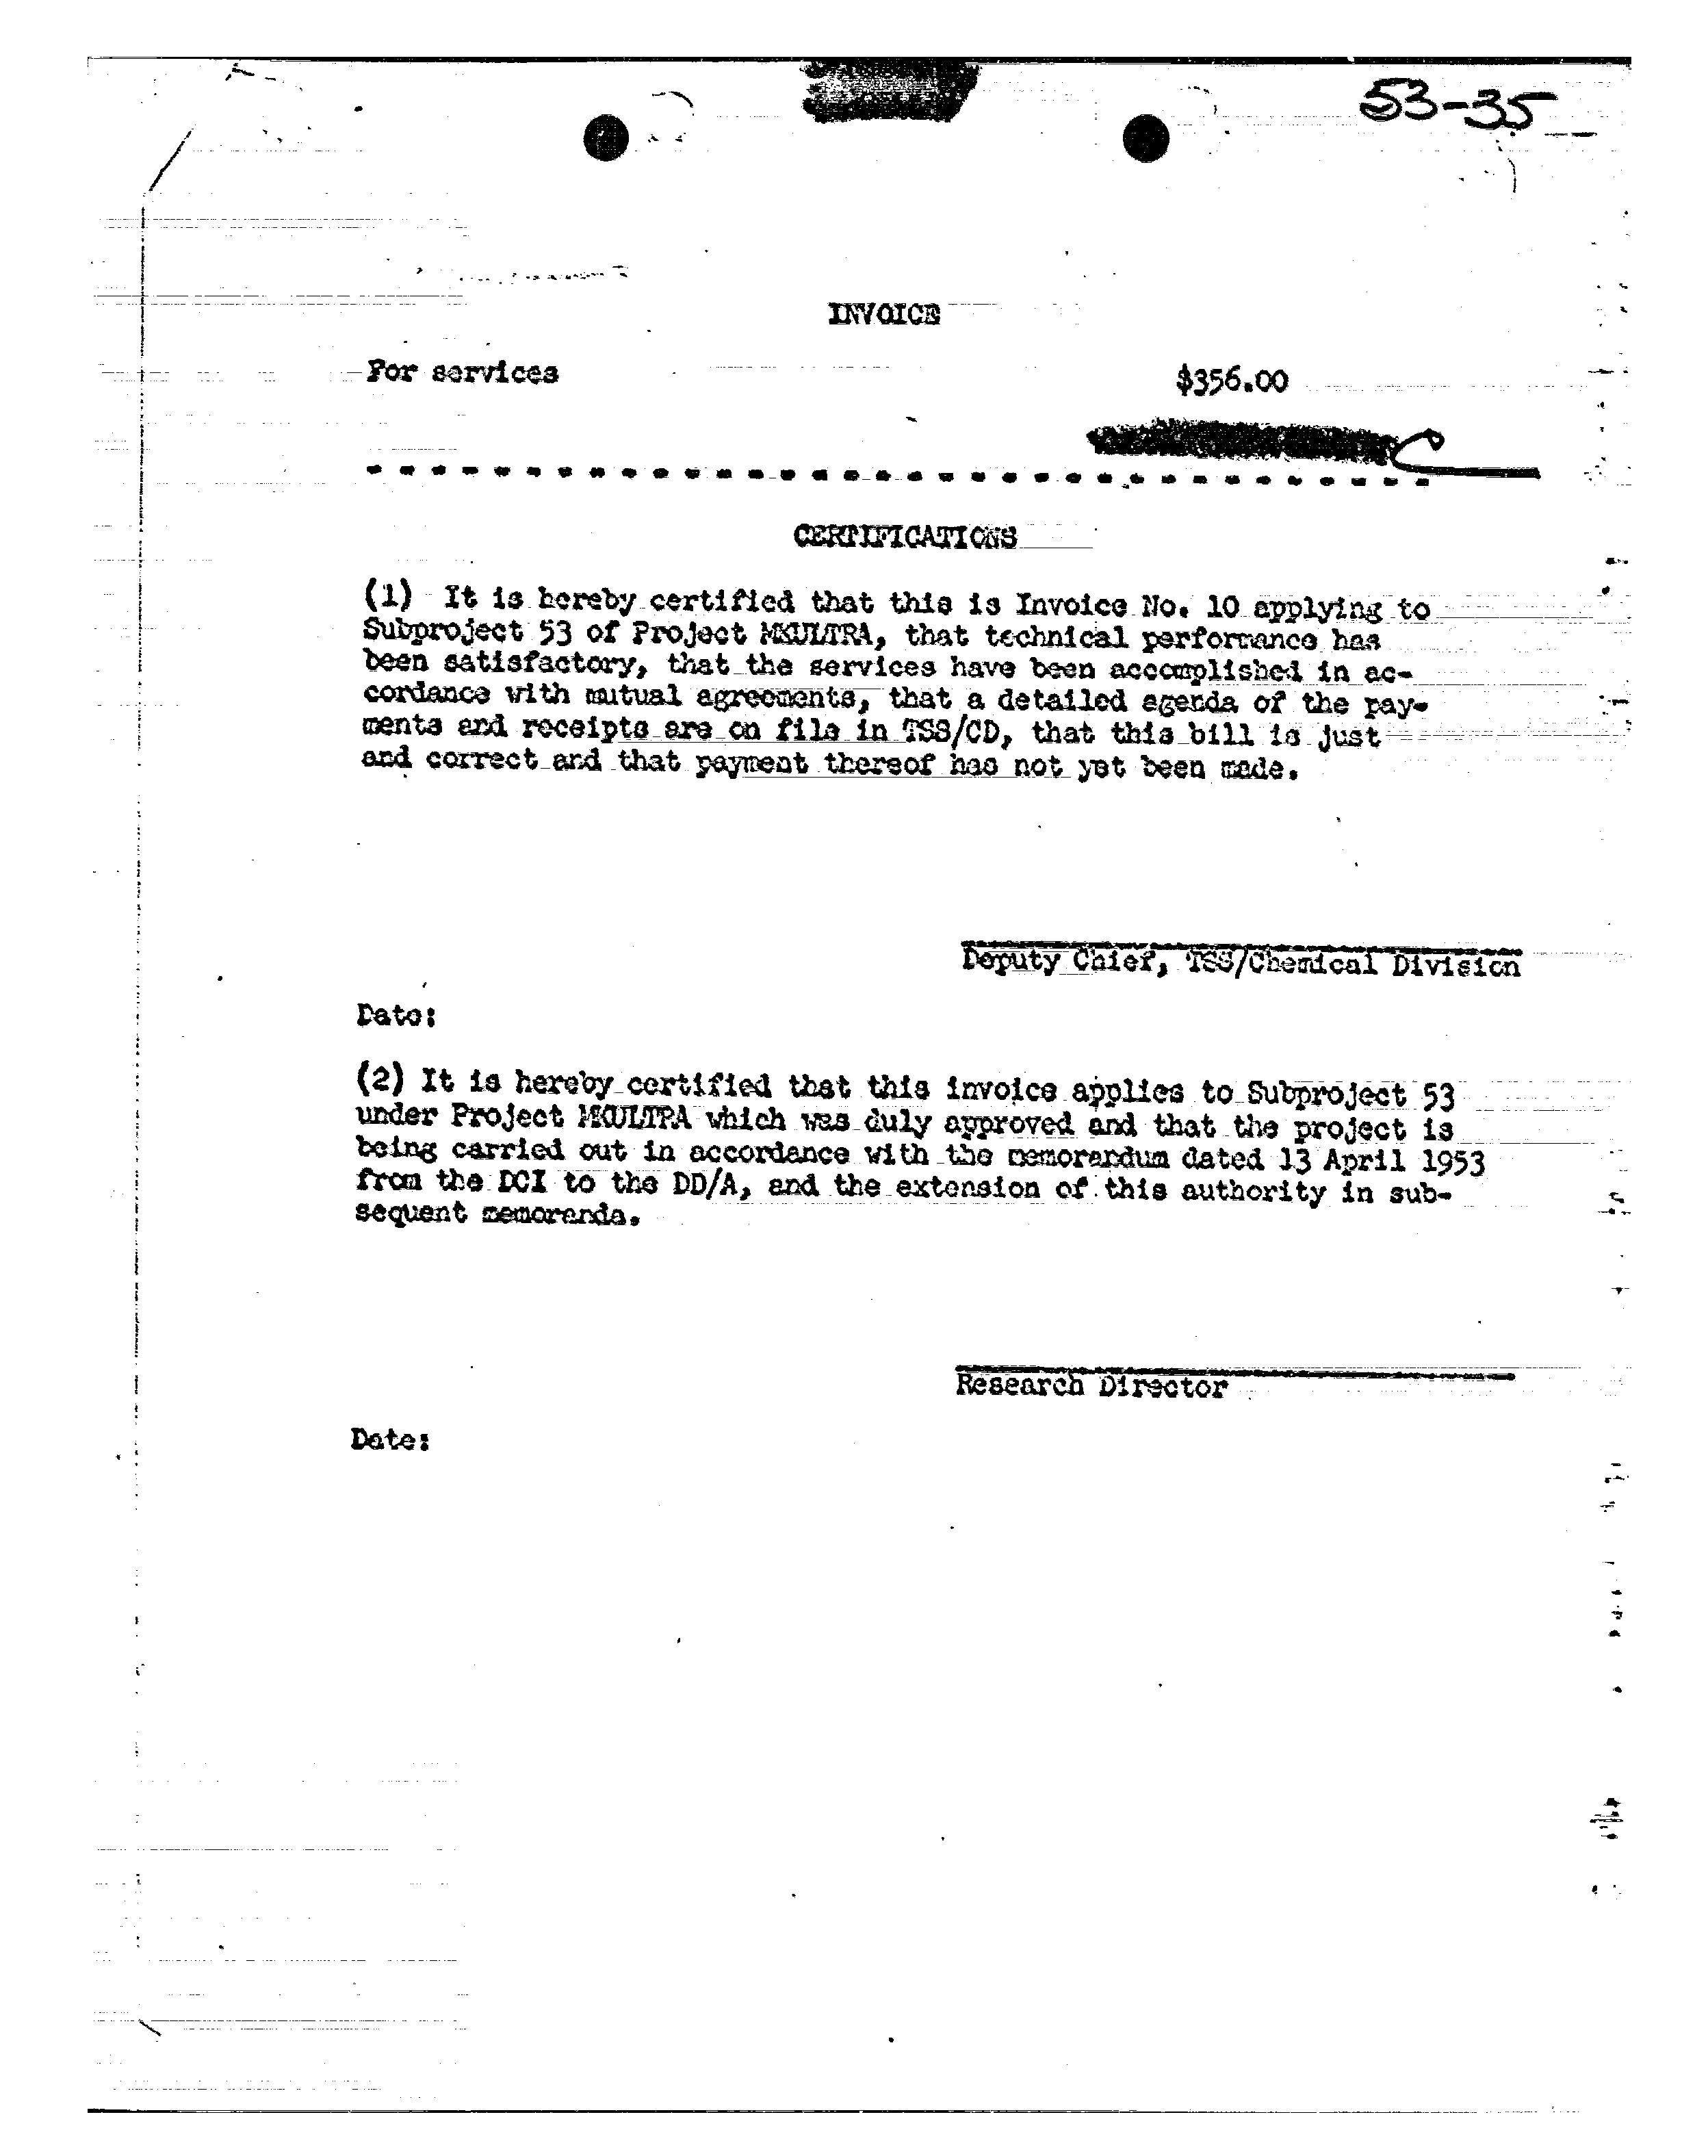 53-35
INVOICE
For services
$356.00
CERTIFICATIONS
(1) It is hereby certified that this is Invoice No. 10 applying to
Subproject 53 of Project MKULTRA, that technical performance has
been satisfactory, that the services have been accomplished in ac-
cordance with mutual agreements, that a detailed agenda of the pay-
ments and receipts are on file in TSS/CD, that this bill is just
and correct and that payment thereof has not yet been made.
Deputy Chief, TSS/Chemical Division
Date:
(2) It is hereby certified that this invoice applies to Subproject 53
under Project MKULTRA which was duly approved and that the project is
being carried out in accordance with the memorandum dated 13 April 1953
from the DCI to the DD/A, and the extension of this authority in sub-
sequent memoranda.
Research Director
Date: